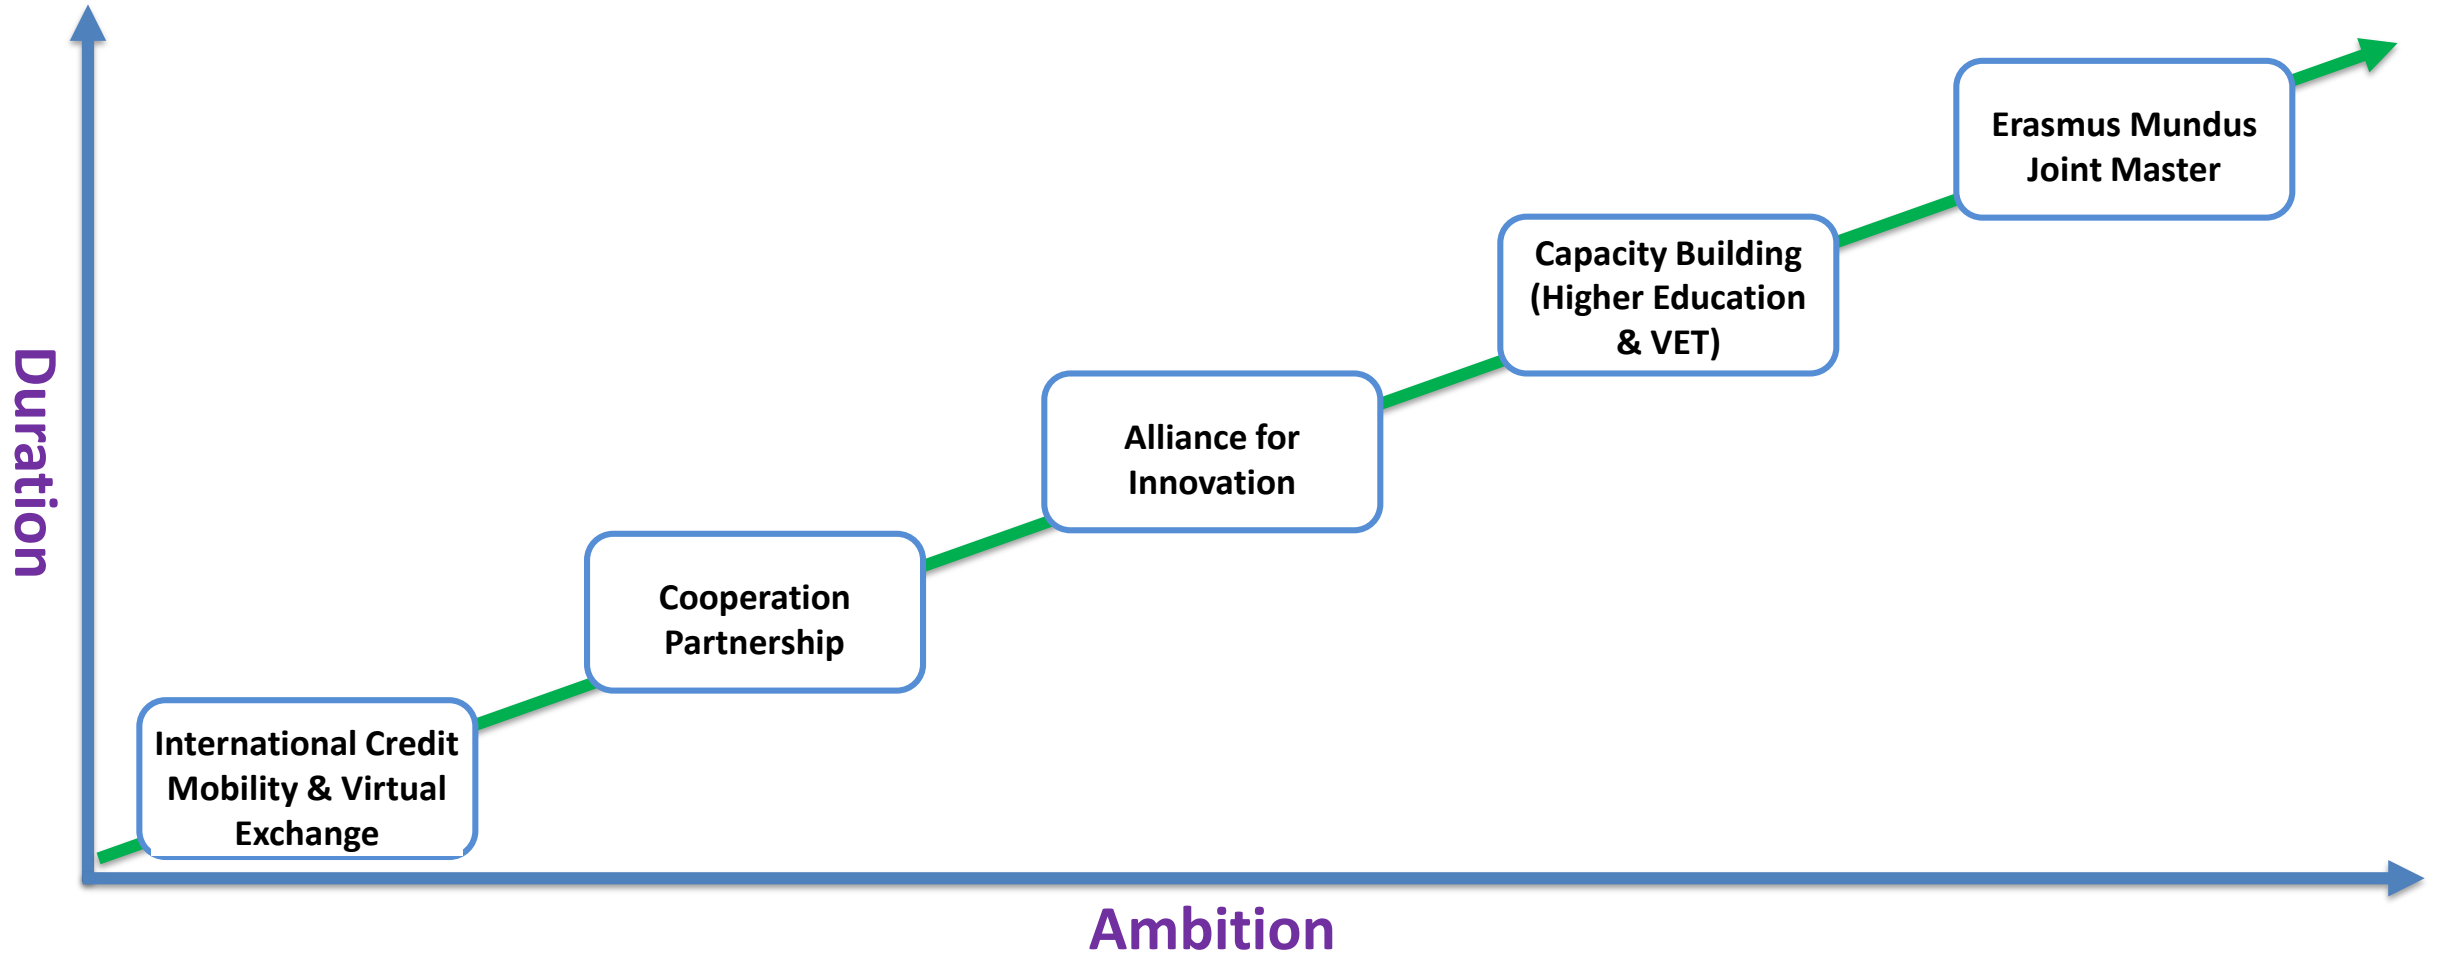 Duration
International Credit
Mobility & Virtual
Exchange
Cooperation
Partnership
Alliance for
Innovation
Capacity Building
(Higher Education
& VET)
Erasmus Mundus
Joint Master
Ambition